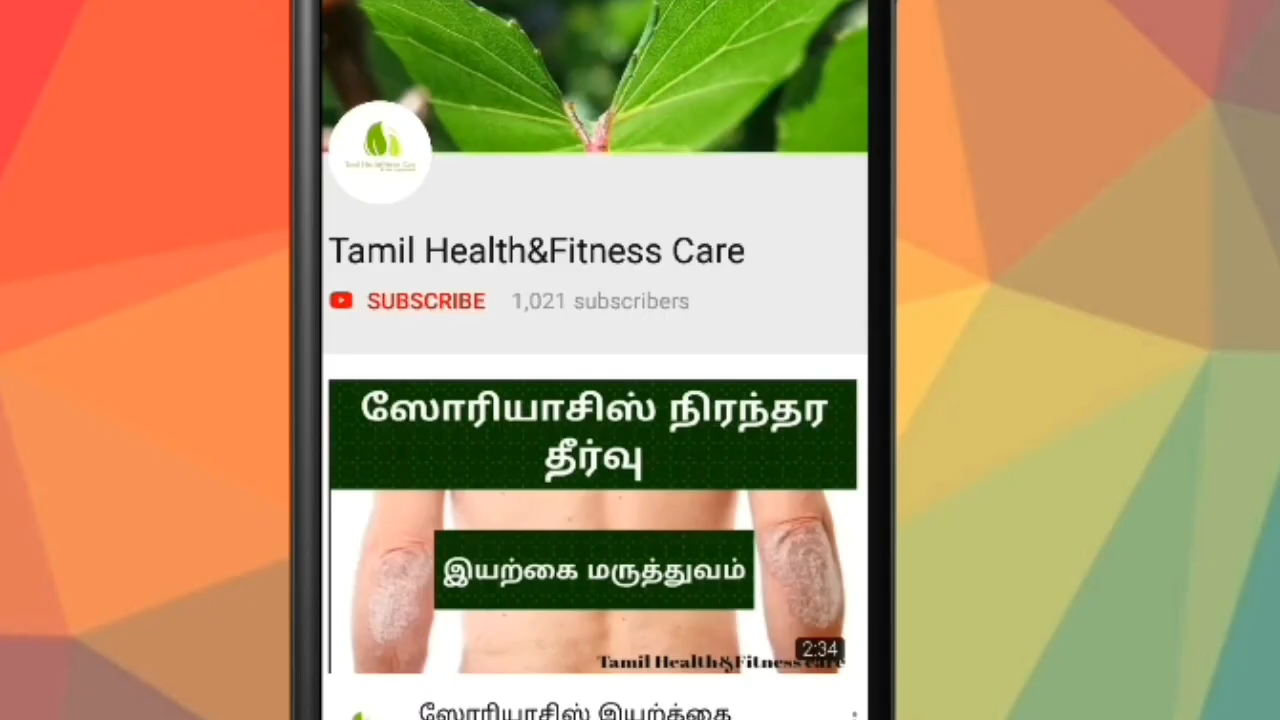 Tamil Health&Fitness Care
SUBSCRIBE 1,021 subscribers
ஸோரியாசிஸ் நிரந்தர
தீர்வு
இயற்கை மருத்துவம்
2:34
Tamil Health&Fitness care
ஸோரியாசிஸ் இயற்க்கை